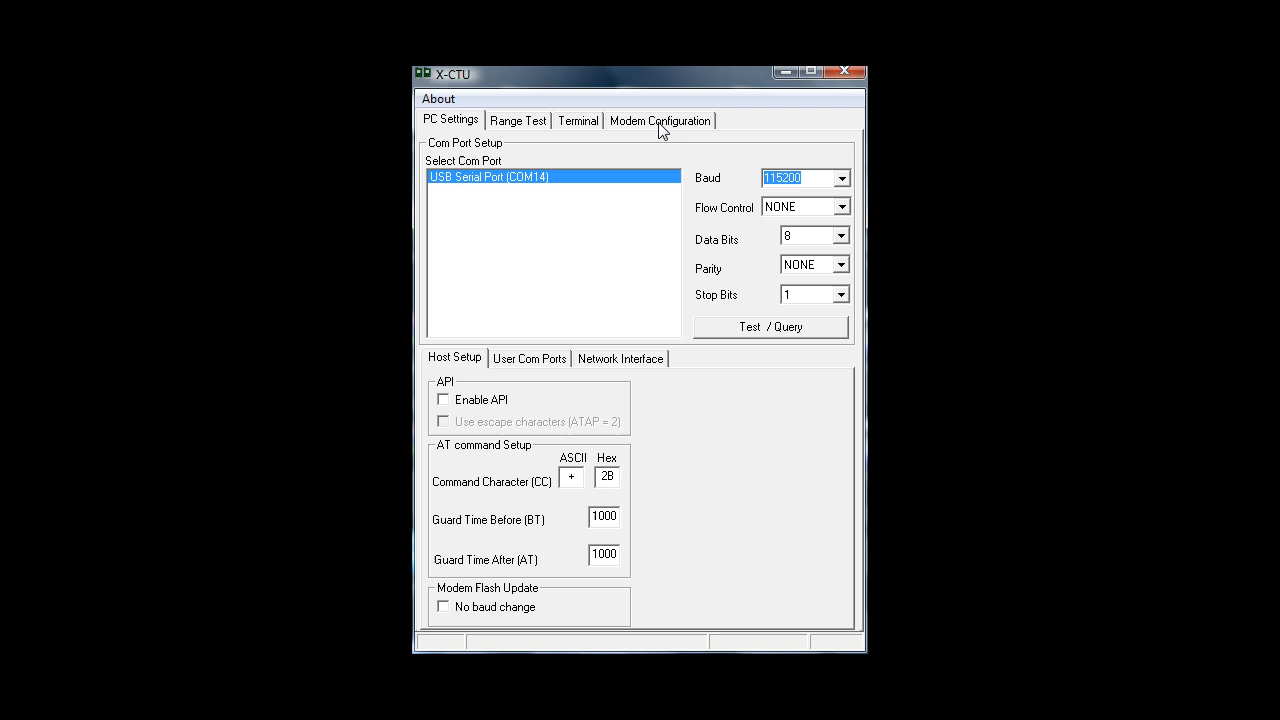 X-CTU
About
PC Settings Range Test Terminal Modem Configuration
Com Port Setup
Select Com Port
USB Serial Port (COM14)
Baud 115200
Flow Control NONE
Data Bits 8
Parity NONE
Stop Bits 1
Test / Query
Host Setup User Com Ports Network Interface
API
Enable API
Use escape characters (ATAP = 2)
AT command Setup
ASCII Hex
Command Character (CC) + 2B
Guard Time Before (BT) 1000
Guard Time After (AT) 1000
Modem Flash Update
No baud change